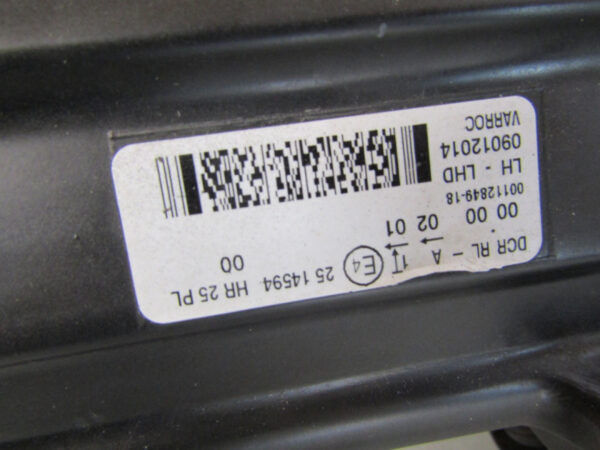 DCR RL - A 1T E4 25 14594 HR 25 PL
00 00 02 01 00
00112849-18
LH - LHD
09012014
VARROC